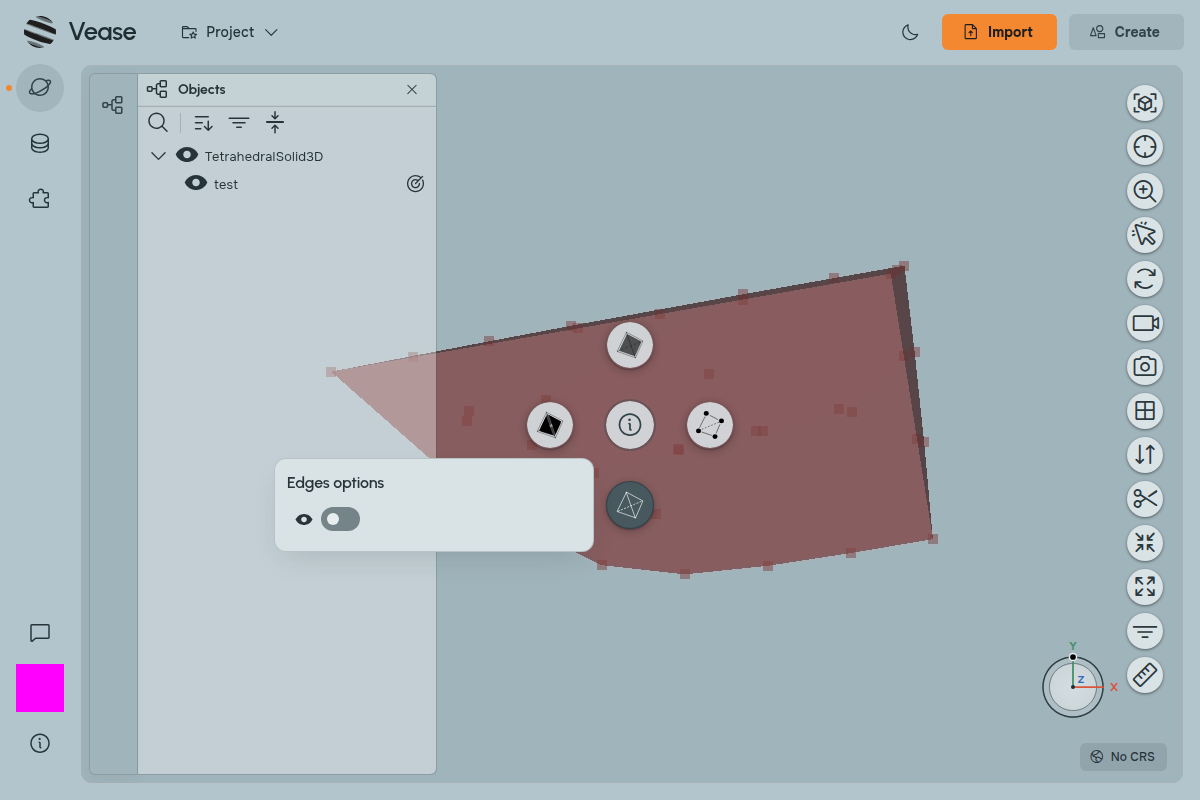 Vease
Project
Import
Create
Objects
TetrahedralSolid3D
test
Edges options
Y
Z
X
No CRS